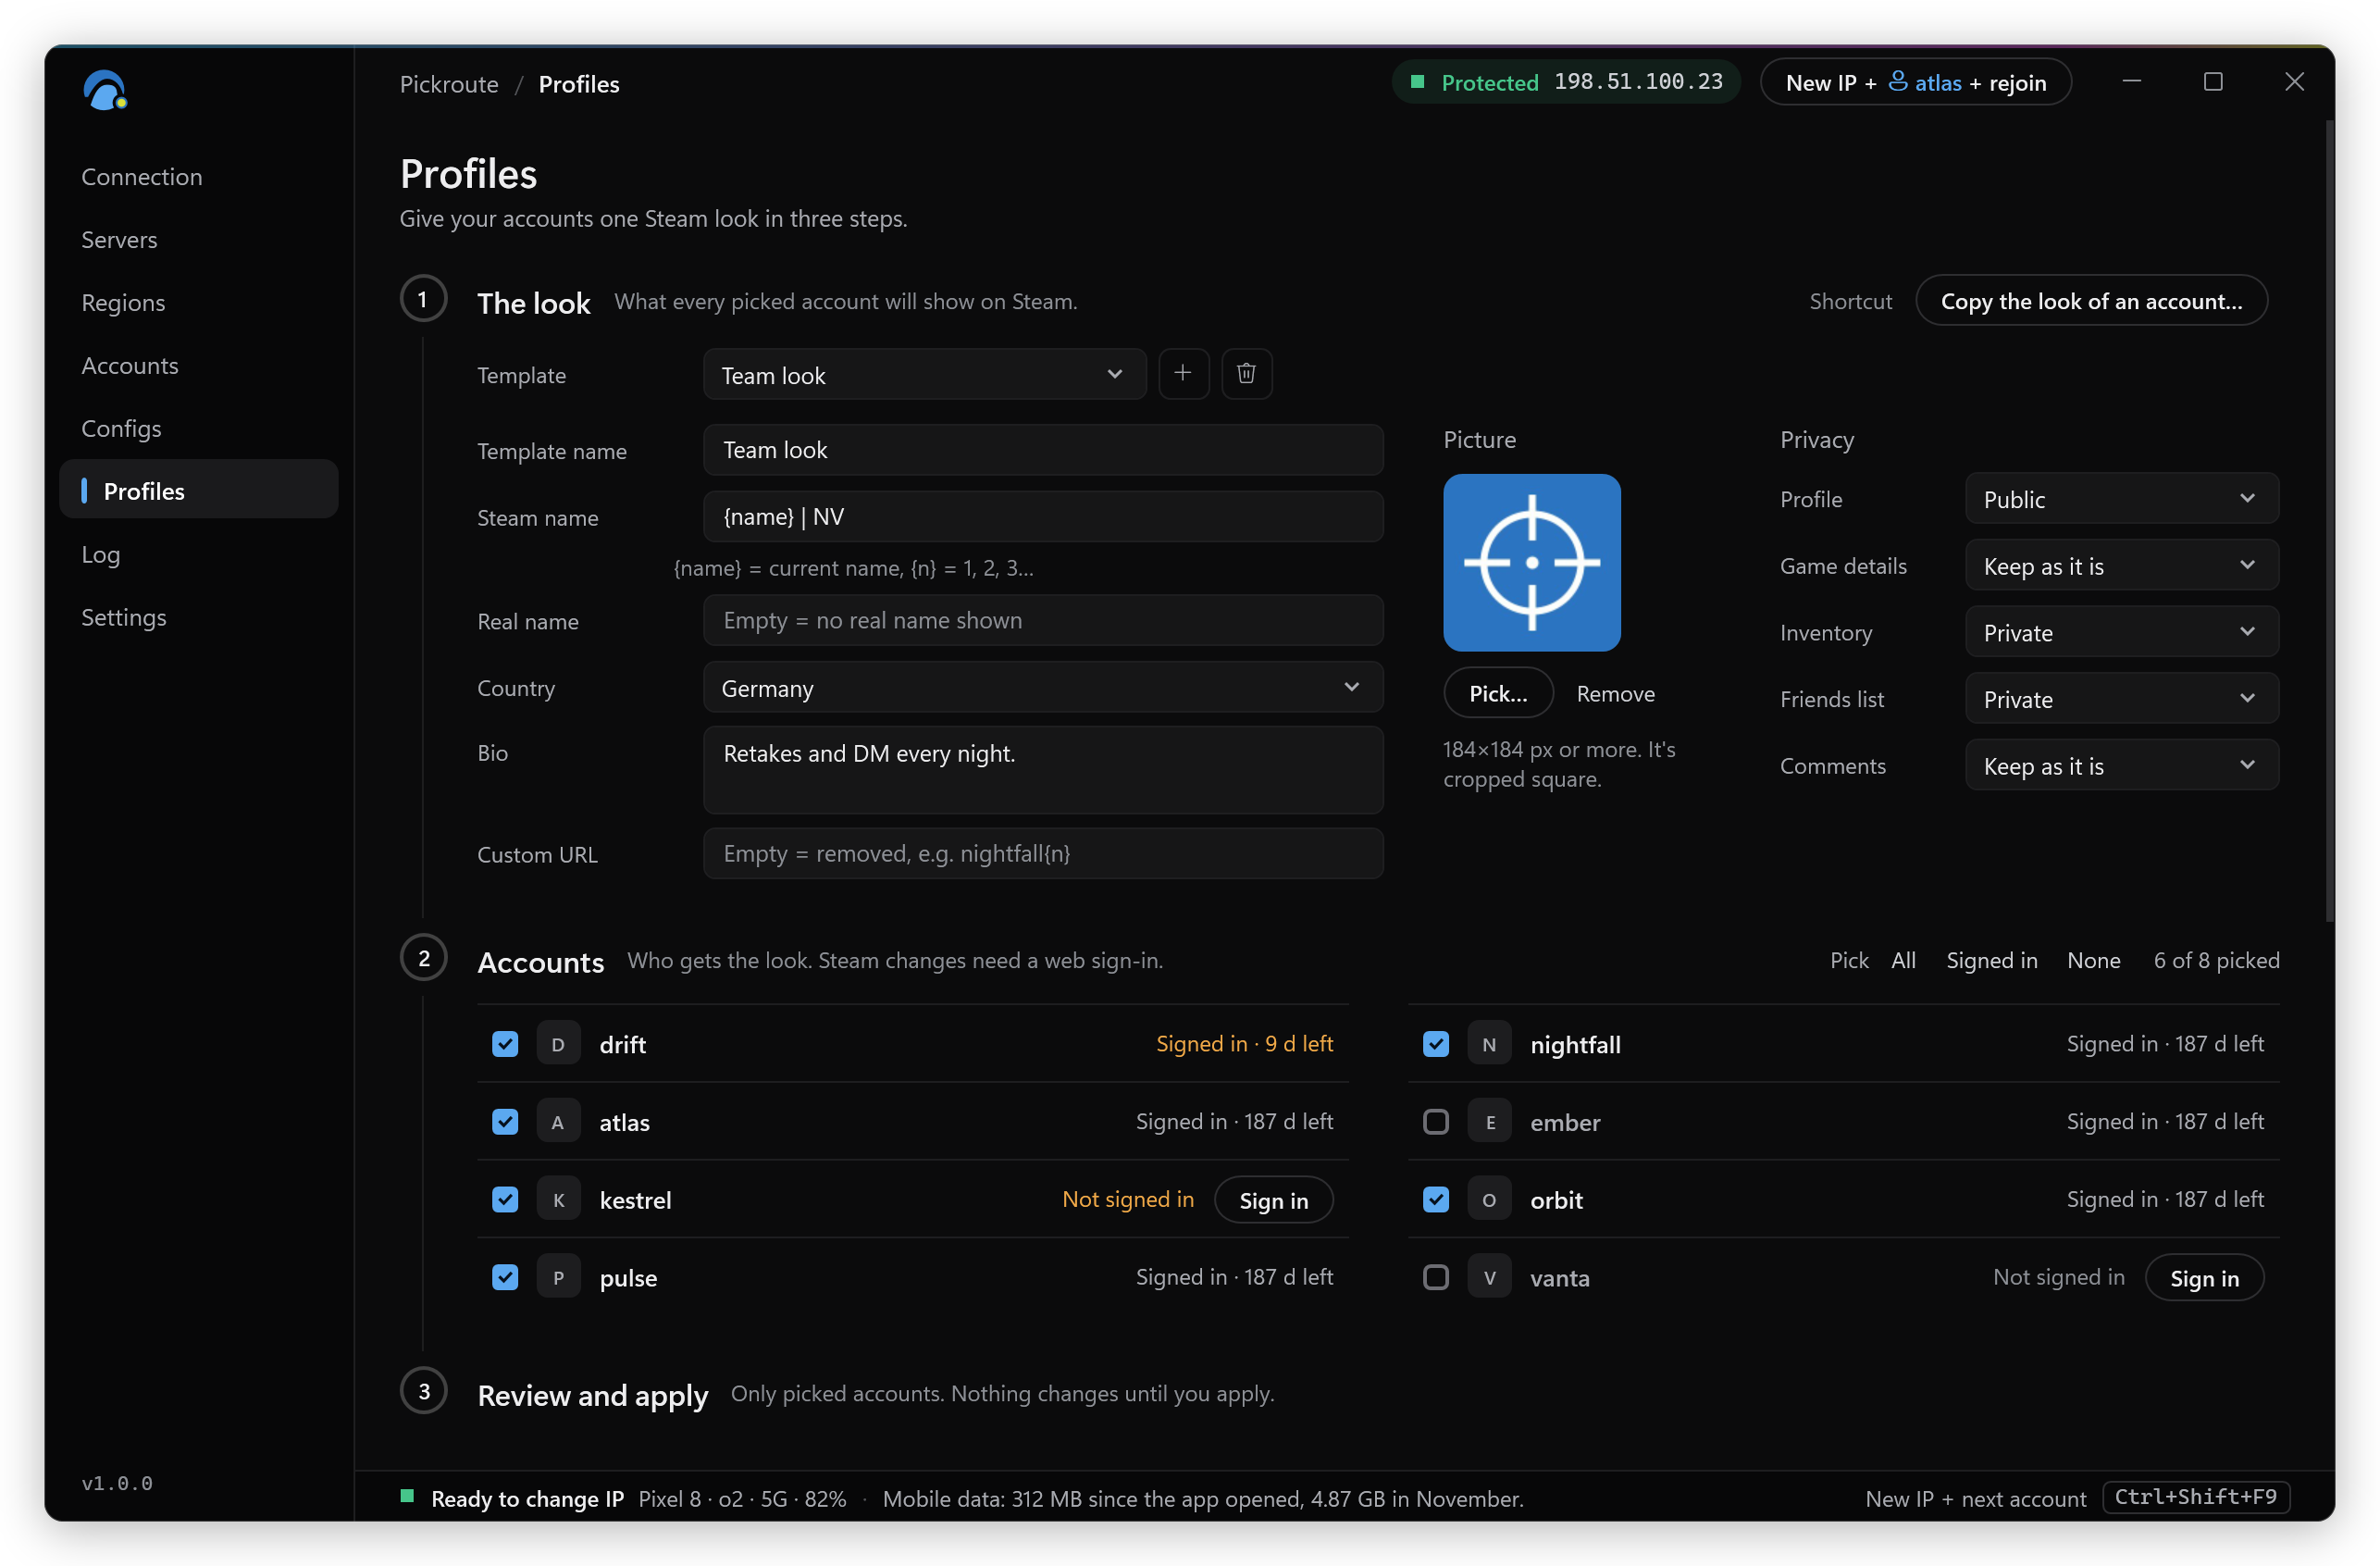 Pickroute / Profiles
Protected 198.51.100.23
New IP + atlas + rejoin
Connection
Servers
Regions
Accounts
Configs
Profiles
Log
Settings
v1.0.0
Profiles
Give your accounts one Steam look in three steps.
1 The look What every picked account will show on Steam.
Shortcut Copy the look of an account...
Template Team look
Template name Team look
Steam name {name} | NV
{name} = current name, {n} = 1, 2, 3...
Real name Empty = no real name shown
Country Germany
Bio Retakes and DM every night.
Custom URL Empty = removed, e.g. nightfall{n}
Picture
Pick... Remove
184×184 px or more. It's
cropped square.
Privacy
Profile Public
Game details Keep as it is
Inventory Private
Friends list Private
Comments Keep as it is
2 Accounts Who gets the look. Steam changes need a web sign-in.
Pick All Signed in None 6 of 8 picked
D drift Signed in · 9 d left
N nightfall Signed in · 187 d left
A atlas Signed in · 187 d left
E ember Signed in · 187 d left
K kestrel Not signed in Sign in
O orbit Signed in · 187 d left
P pulse Signed in · 187 d left
V vanta Not signed in Sign in
3 Review and apply Only picked accounts. Nothing changes until you apply.
Ready to change IP Pixel 8 · o2 · 5G · 82% · Mobile data: 312 MB since the app opened, 4.87 GB in November.
New IP + next account Ctrl+Shift+F9